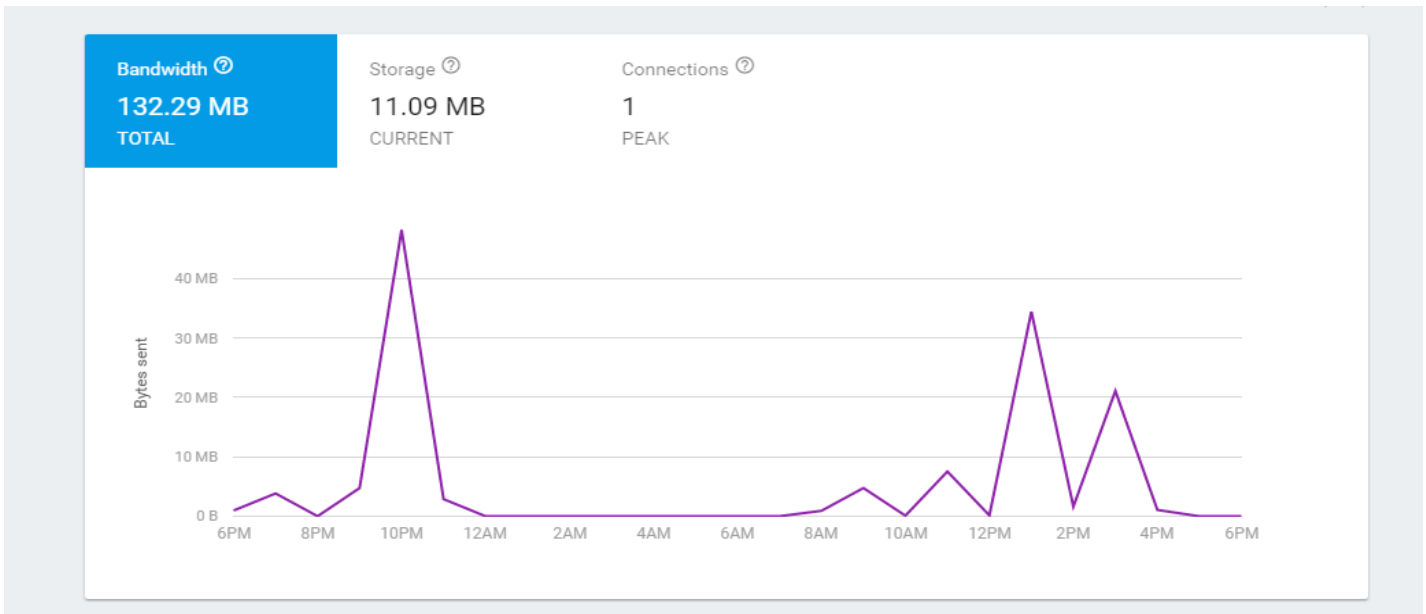 Bandwidth ?
132.29 MB
TOTAL
Storage ?
11.09 MB
CURRENT
Connections ?
1
PEAK
Bytes sent
40 MB
30 MB
20 MB
10 MB
0 B
6PM 8PM 10PM 12AM 2AM 4AM 6AM 8AM 10AM 12PM 2PM 4PM 6PM